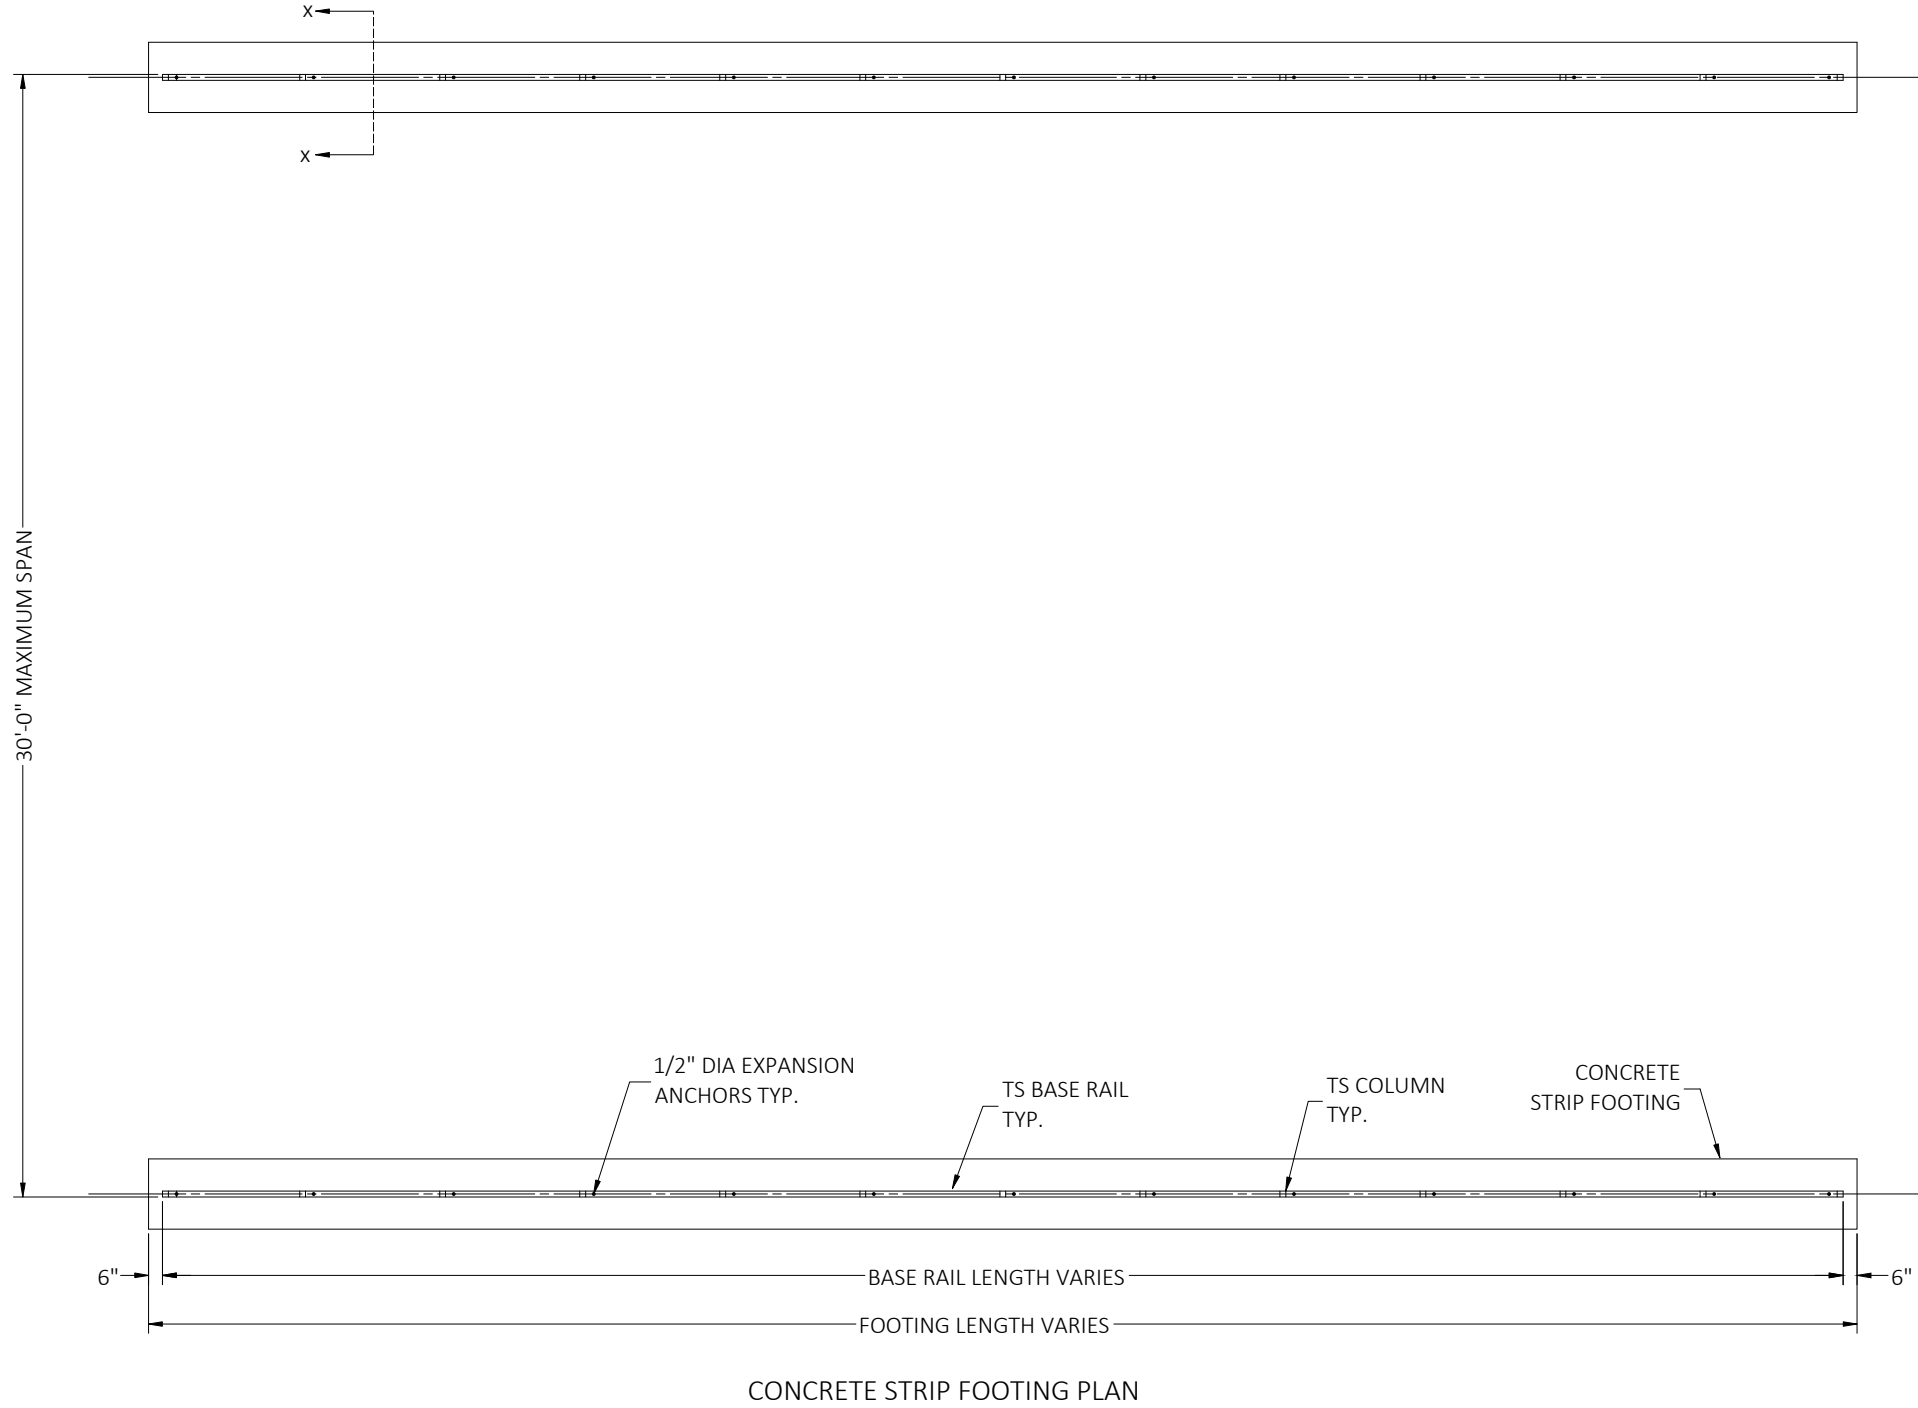 X
X
30'-0" MAXIMUM SPAN
1/2" DIA EXPANSION
ANCHORS TYP.
TS BASE RAIL
TYP.
TS COLUMN
TYP.
CONCRETE
STRIP FOOTING
6"
BASE RAIL LENGTH VARIES
6"
FOOTING LENGTH VARIES
CONCRETE STRIP FOOTING PLAN